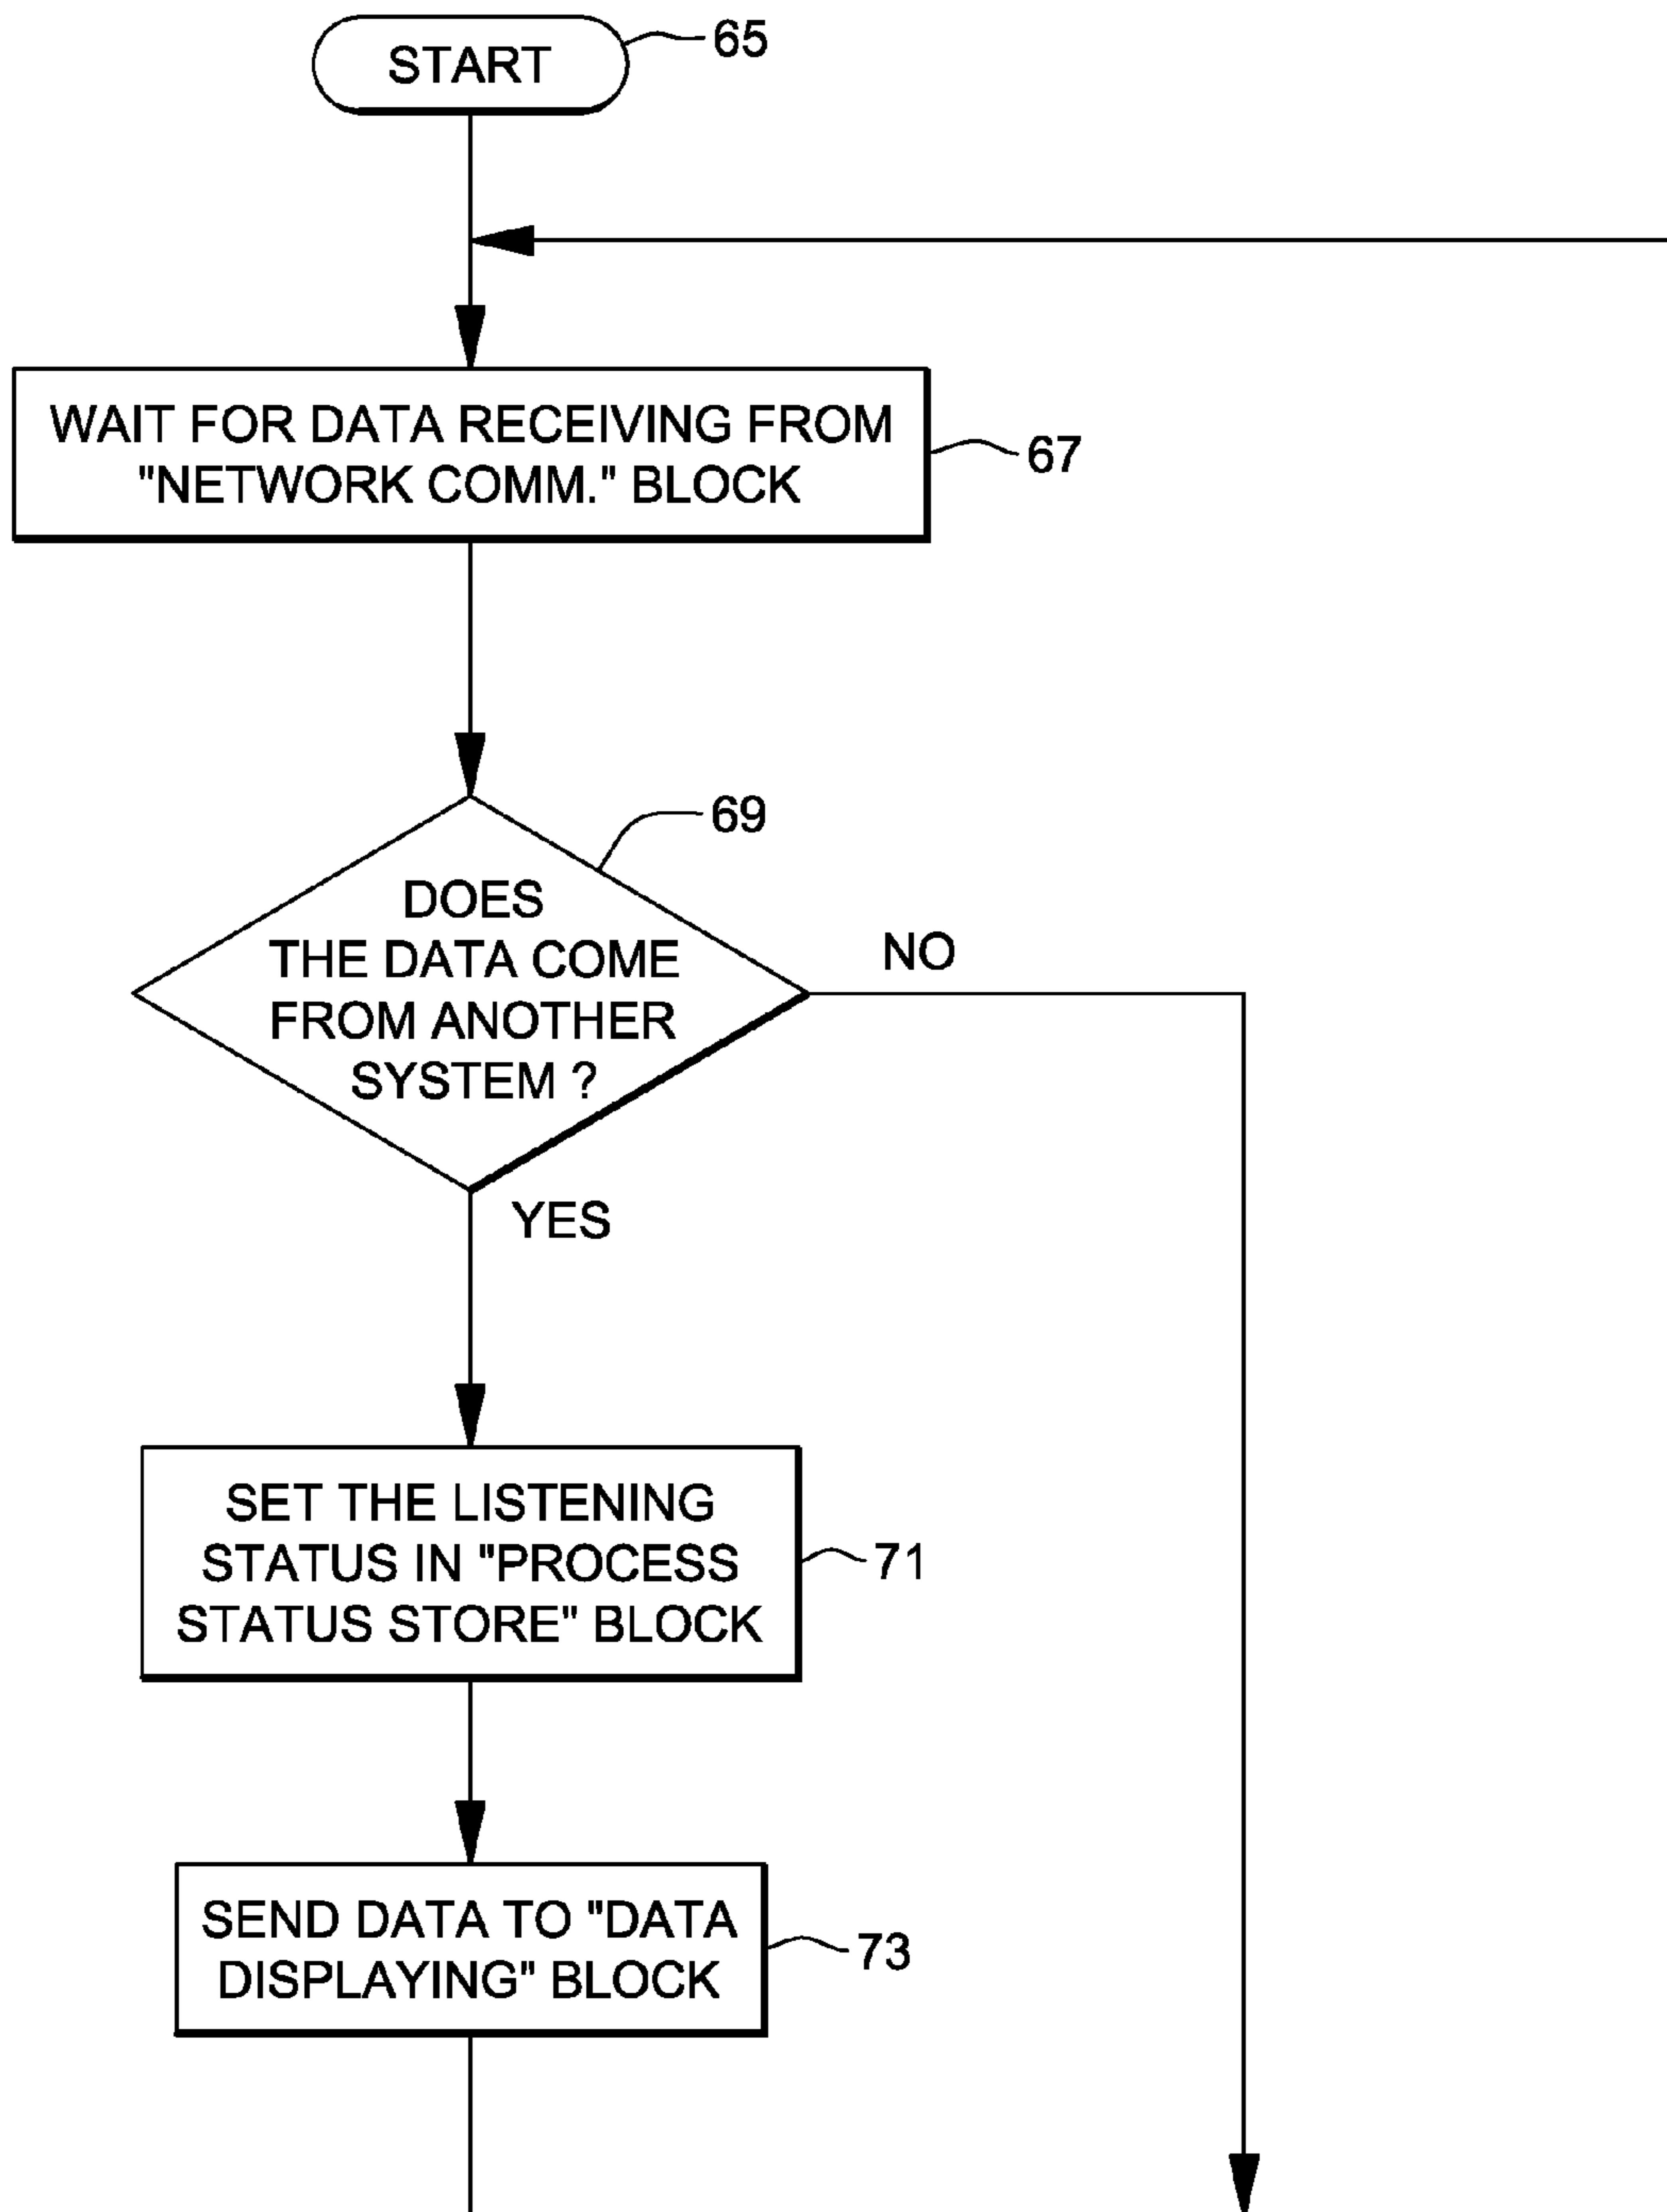 START
65
WAIT FOR DATA RECEIVING FROM
"NETWORK COMM." BLOCK
67
69
DOES
THE DATA COME
FROM ANOTHER
SYSTEM ?
NO
YES
SET THE LISTENING
STATUS IN "PROCESS
STATUS STORE" BLOCK
71
SEND DATA TO "DATA
DISPLAYING" BLOCK
73